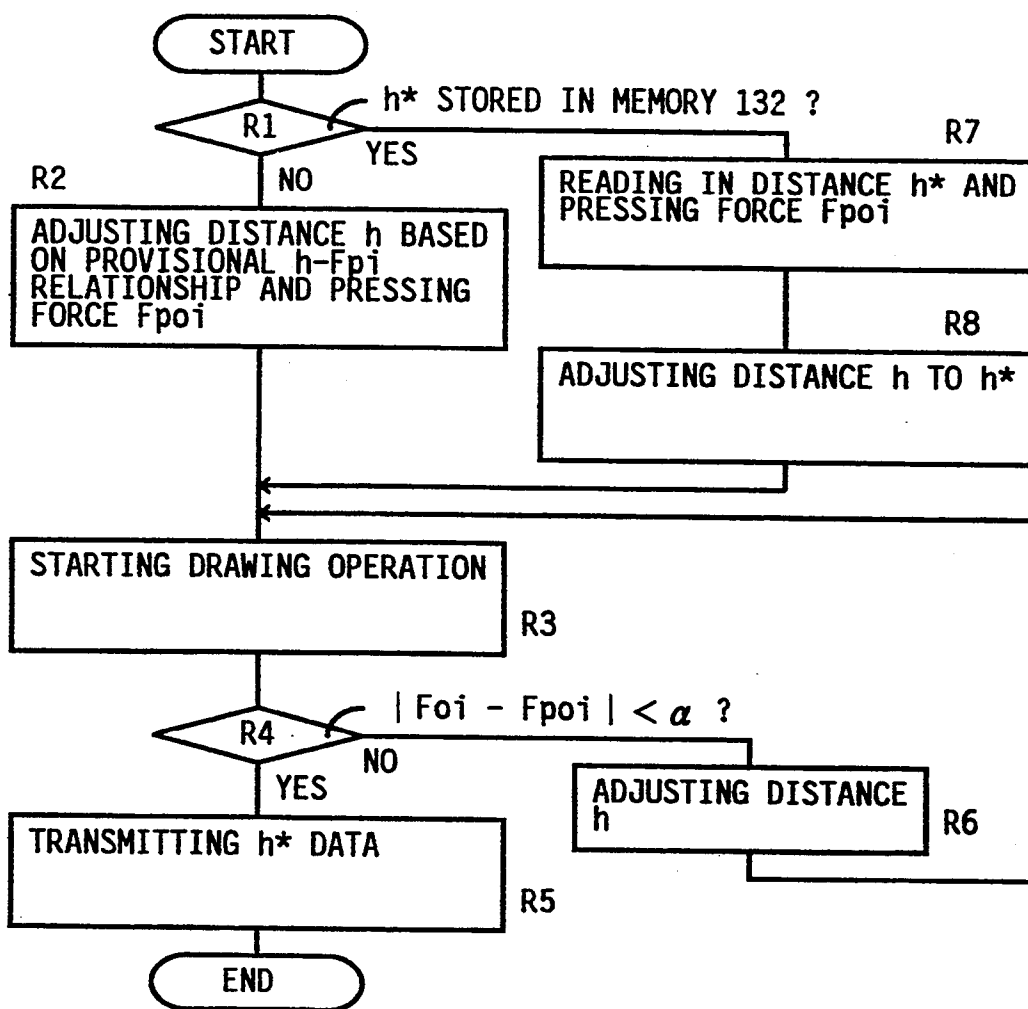 START
h* STORED IN MEMORY 132 ?
R1
YES
NO
R2
ADJUSTING DISTANCE h BASED
ON PROVISIONAL h-Fpi
RELATIONSHIP AND PRESSING
FORCE Fpoi
R7
READING IN DISTANCE h* AND
PRESSING FORCE Fpoi
R8
ADJUSTING DISTANCE h TO h*
STARTING DRAWING OPERATION
R3
| Foi - Fpoi | < α ?
R4
NO
YES
ADJUSTING DISTANCE
h
R6
TRANSMITTING h* DATA
R5
END